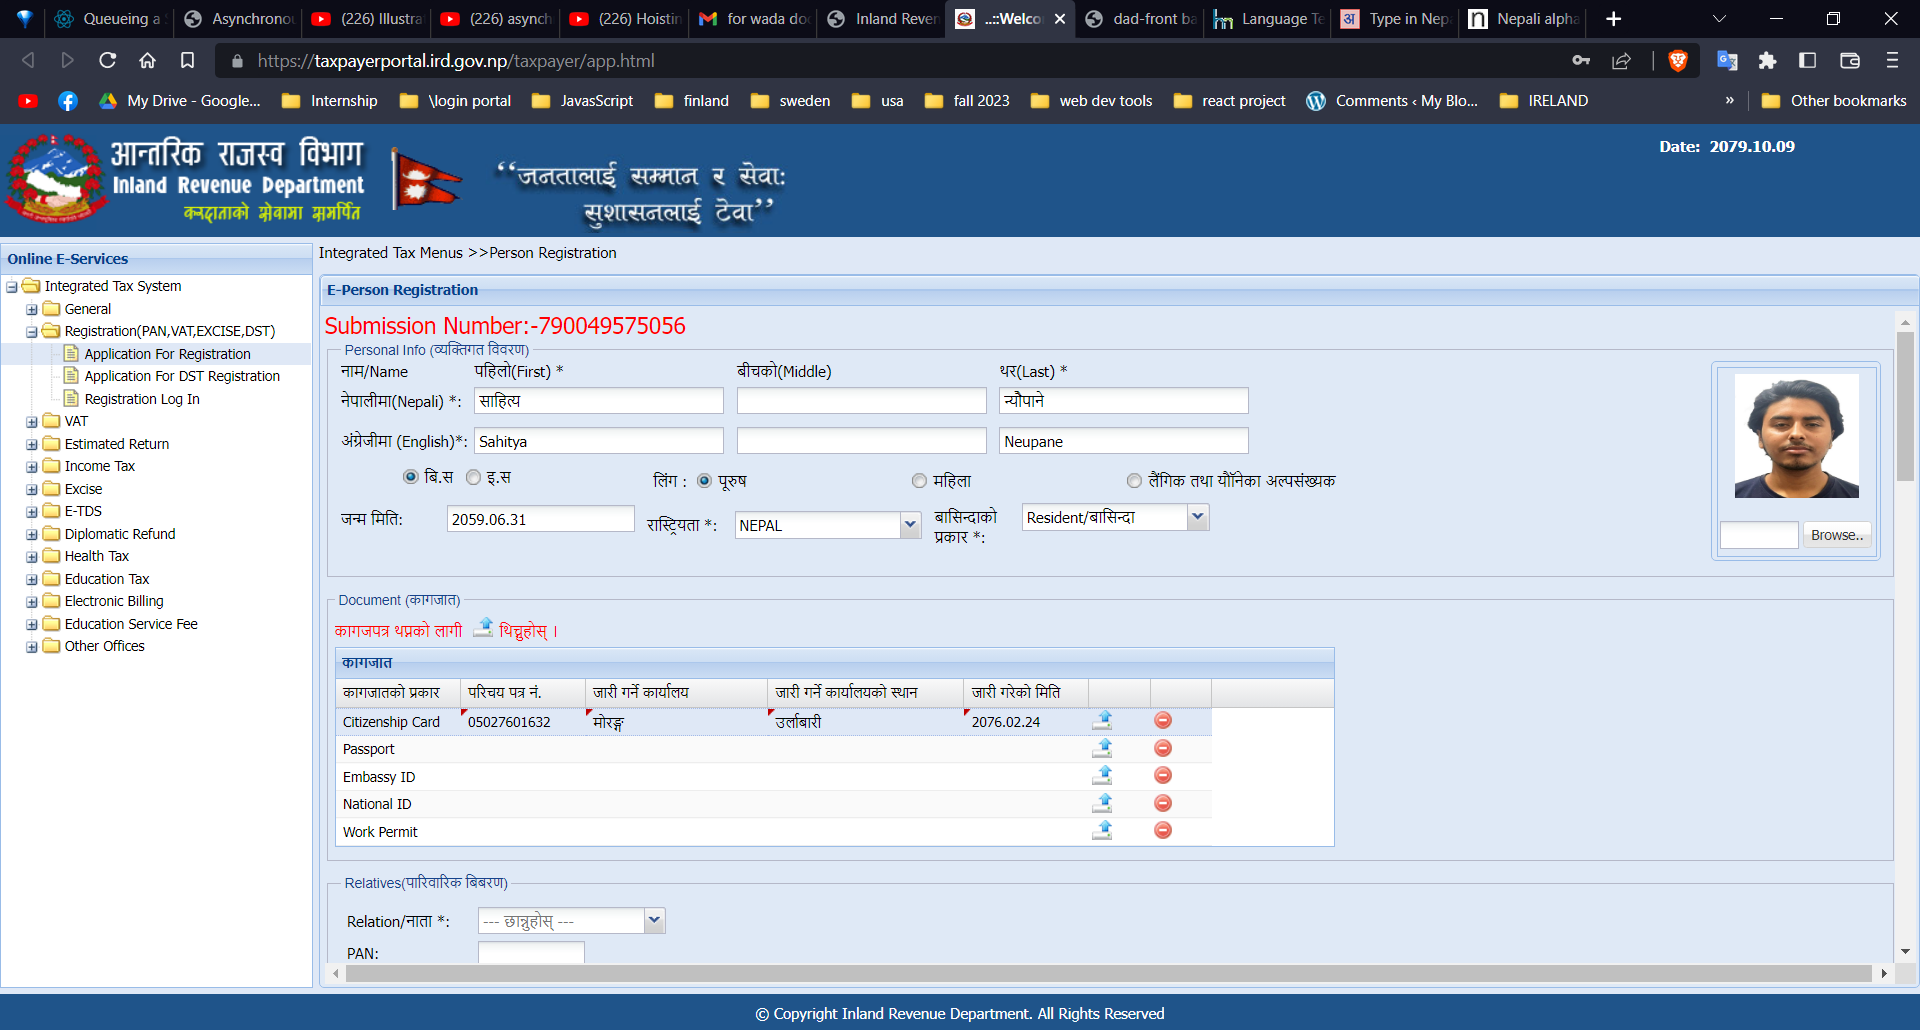 Queueing a
Asynchronou
(226) Illustra
(226) asynch
(226) Hoistin
for wada do
Inland Reven
..::Welco
dad-front ba
Language Te
Type in Nep
Nepali alpha
https://taxpayerportal.ird.gov.np/taxpayer/app.html
My Drive - Google...
Internship
\login portal
JavasScript
finland
sweden
usa
fall 2023
web dev tools
react project
Comments ‹ My Blo...
IRELAND
»
Other bookmarks
आन्तरिक राजस्व विभाग
Inland Revenue Department
करदाताको सेवामा समर्पित
‘‘जनतालाई सम्मान र सेवा:
सुशासनलाई टेवा’’
Date: 2079.10.09
Online E-Services
Integrated Tax System
General
Registration(PAN,VAT,EXCISE,DST)
Application For Registration
Application For DST Registration
Registration Log In
VAT
Estimated Return
Income Tax
Excise
E-TDS
Diplomatic Refund
Health Tax
Education Tax
Electronic Billing
Education Service Fee
Other Offices
Integrated Tax Menus >>Person Registration
E-Person Registration
Submission Number:-790049575056
Personal Info (व्यक्तिगत विवरण)
नाम/Name पहिलो(First) * बीचको(Middle) थर(Last) *
नेपालीमा(Nepali) *: साहित्य न्यौपाने
अंग्रेजीमा (English)*: Sahitya Neupane
बि.स इ.स लिंग : पूरुष महिला लैंगिक तथा यौनिका अल्पसंख्यक
जन्म मिति: 2059.06.31 रास्ट्रियता *: NEPAL बासिन्दाको प्रकार *: Resident/बासिन्दा
Browse..
Document (कागजात)
कागजपत्र थप्नको लागी थिच्नुहोस् ।
कागजात
कागजातको प्रकार परिचय पत्र नं. जारी गर्ने कार्यालय जारी गर्ने कार्यालयको स्थान जारी गरेको मिति
Citizenship Card 05027601632 मोरङ्ग उर्लाबारी 2076.02.24
Passport
Embassy ID
National ID
Work Permit
Relatives(पारिवारिक बिबरण)
Relation/नाता *: --- छान्नुहोस् ---
PAN:
© Copyright Inland Revenue Department. All Rights Reserved